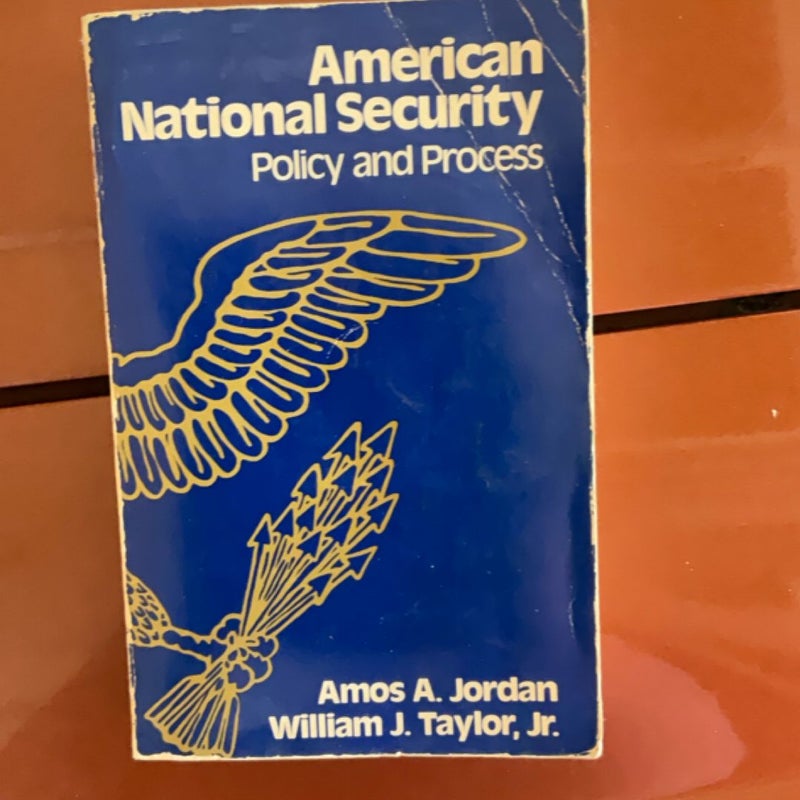 American
National Security
Policy and Process
Amos A. Jordan
William J. Taylor, Jr.